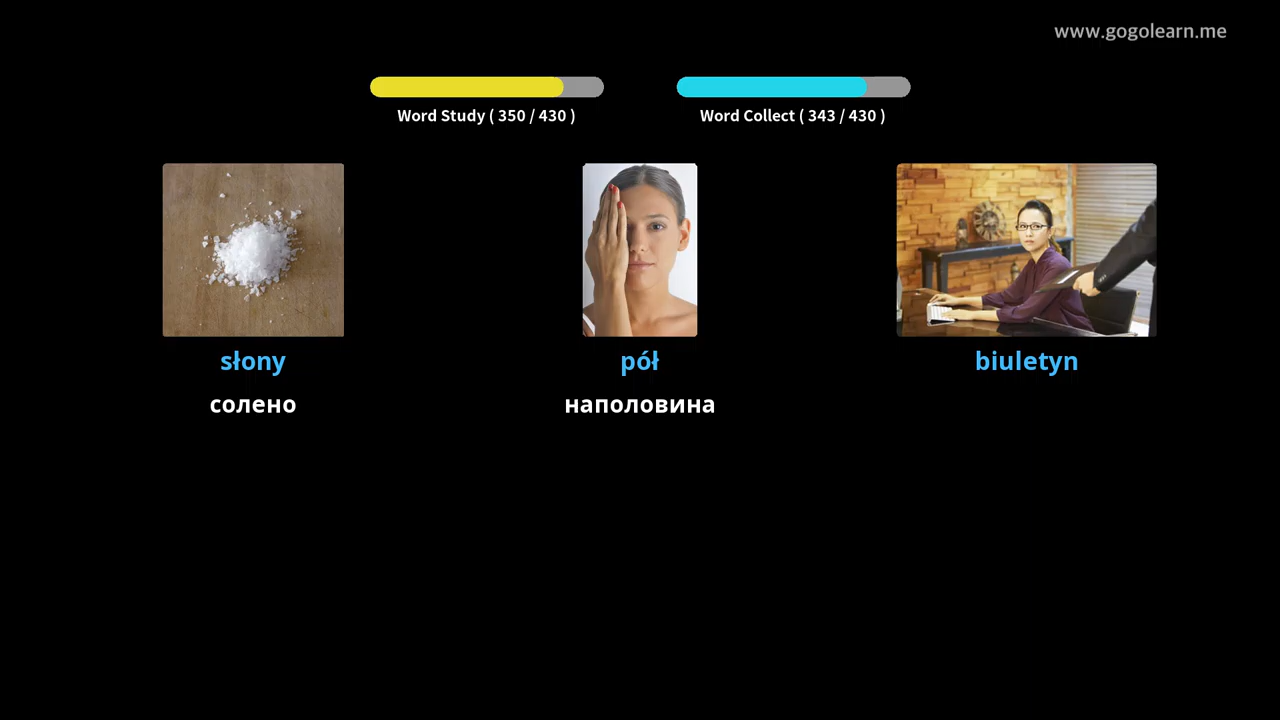 www.gogolearn.me
Word Study ( 350 / 430 )
Word Collect ( 343 / 430 )
słony
pół
biuletyn
солено
наполовина